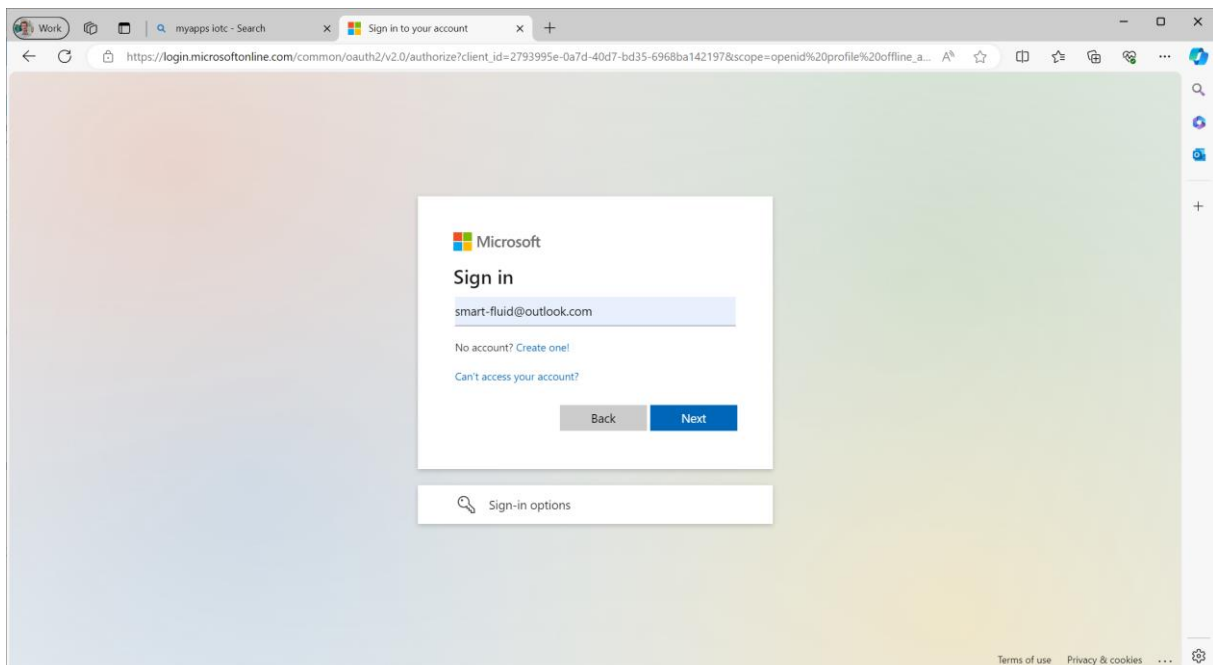 Work
myapps iotc - Search
Sign in to your account
https://login.microsoftonline.com/common/oauth2/v2.0/authorize?client_id=2793995e-0a7d-40d7-bd35-6968ba142197&scope=openid%20profile%20offline_a...
Microsoft
Sign in
smart-fluid@outlook.com
No account? Create one!
Can't access your account?
Back Next
Sign-in options
Terms of use Privacy & cookies ...